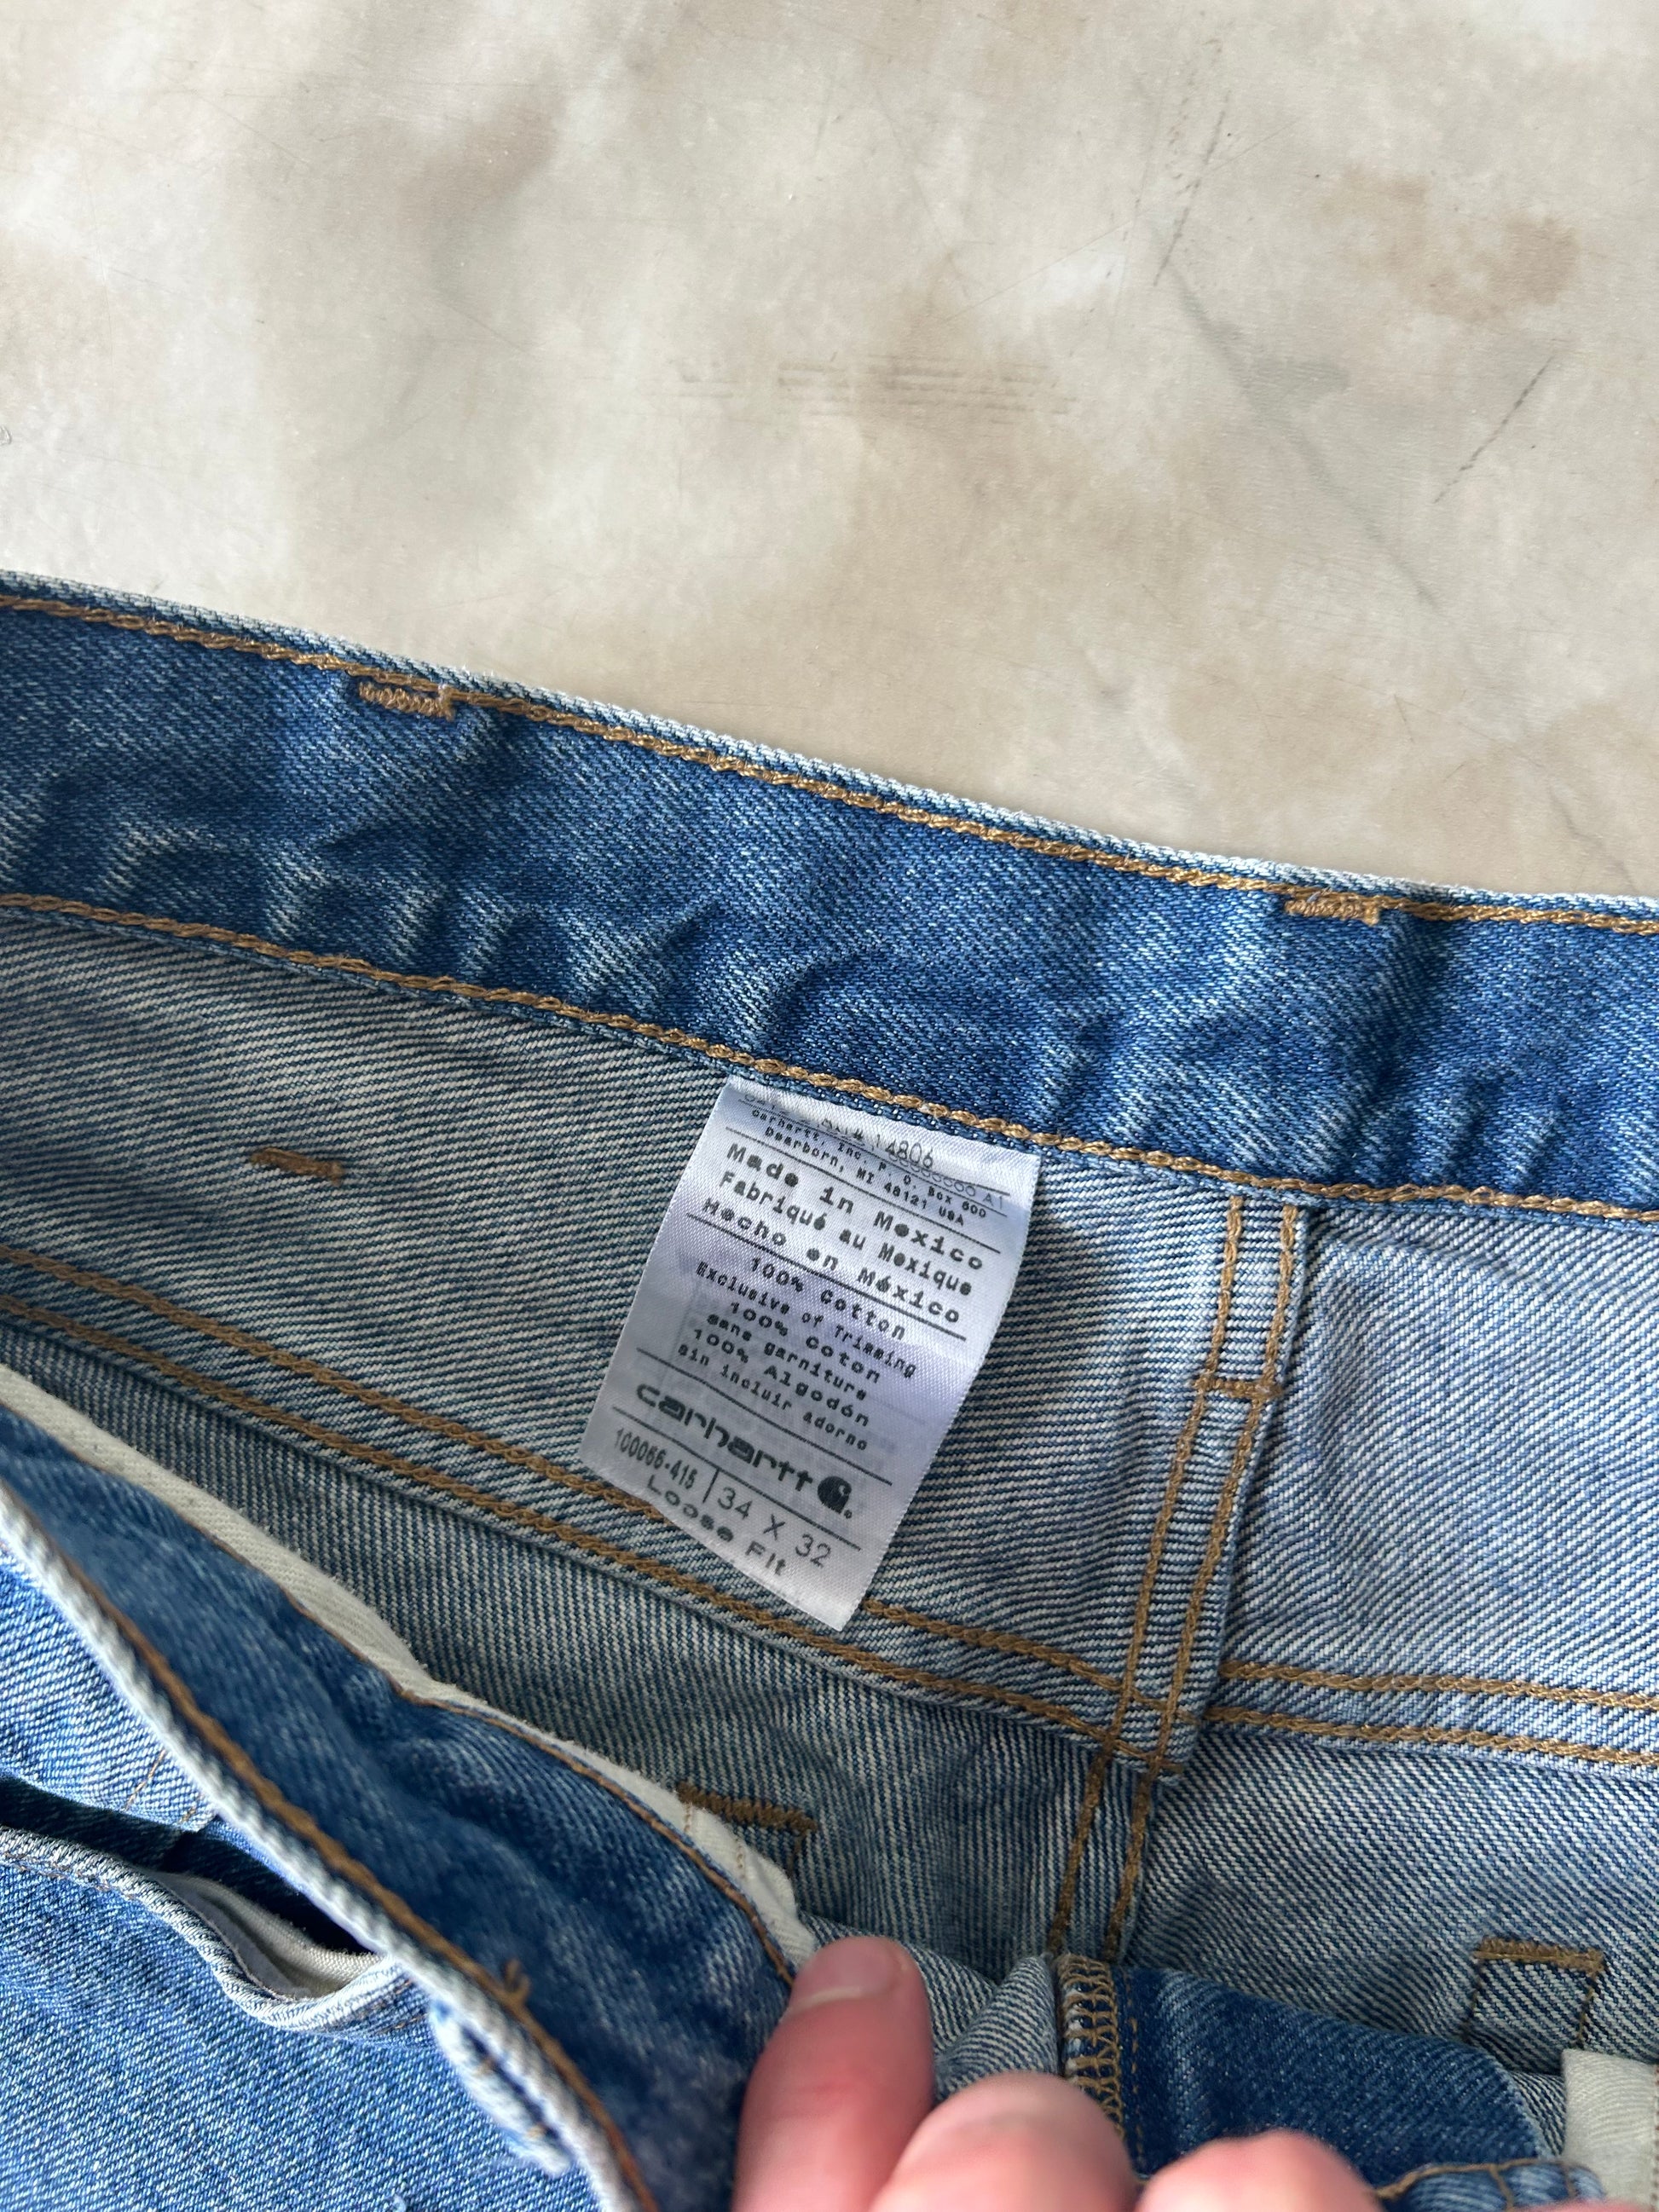 14806
Carhartt, Inc. P. O. Box 600
Dearborn, MI 48121 USA
Made in Mexico
Fabriqué au Mexique
Hecho en México
100% Cotton
Exclusive of Trimming
100% Coton
sans garniture
100% Algodón
sin incluir adorno
carhartt
100066-415 | 34 X 32
Loose Fit